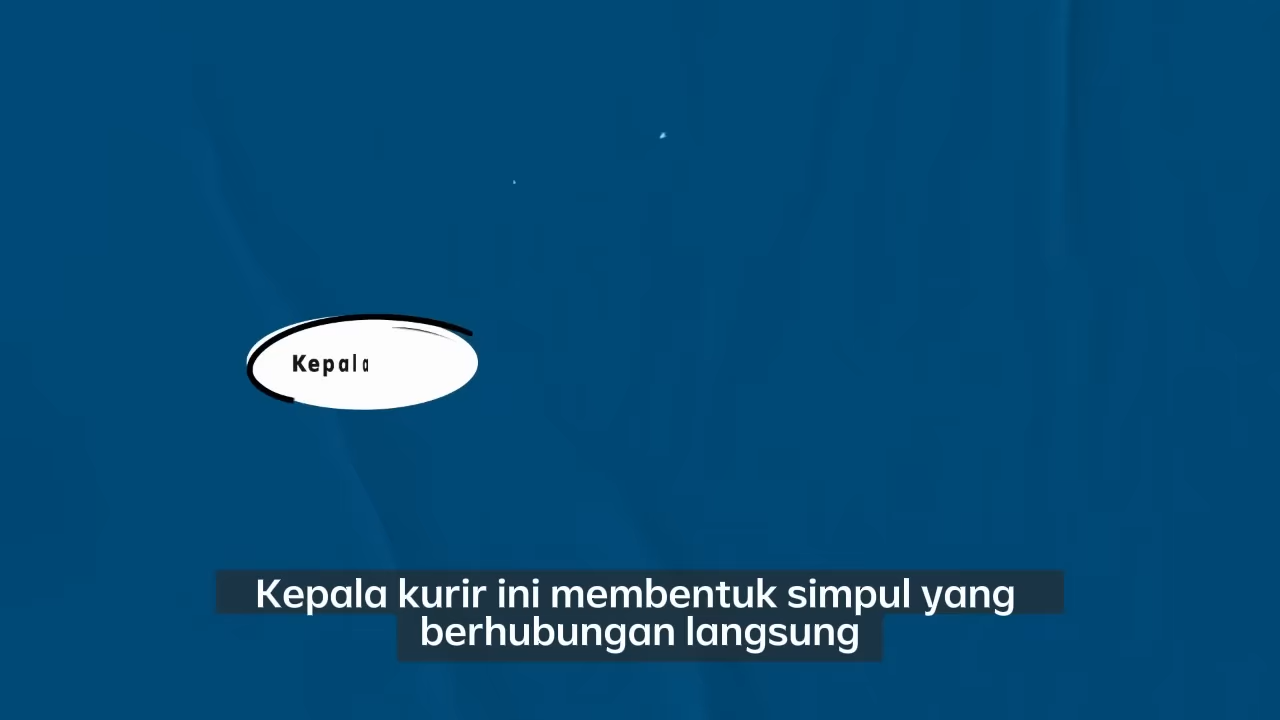 Kepala
Kepala kurir ini membentuk simpul yang
berhubungan langsung